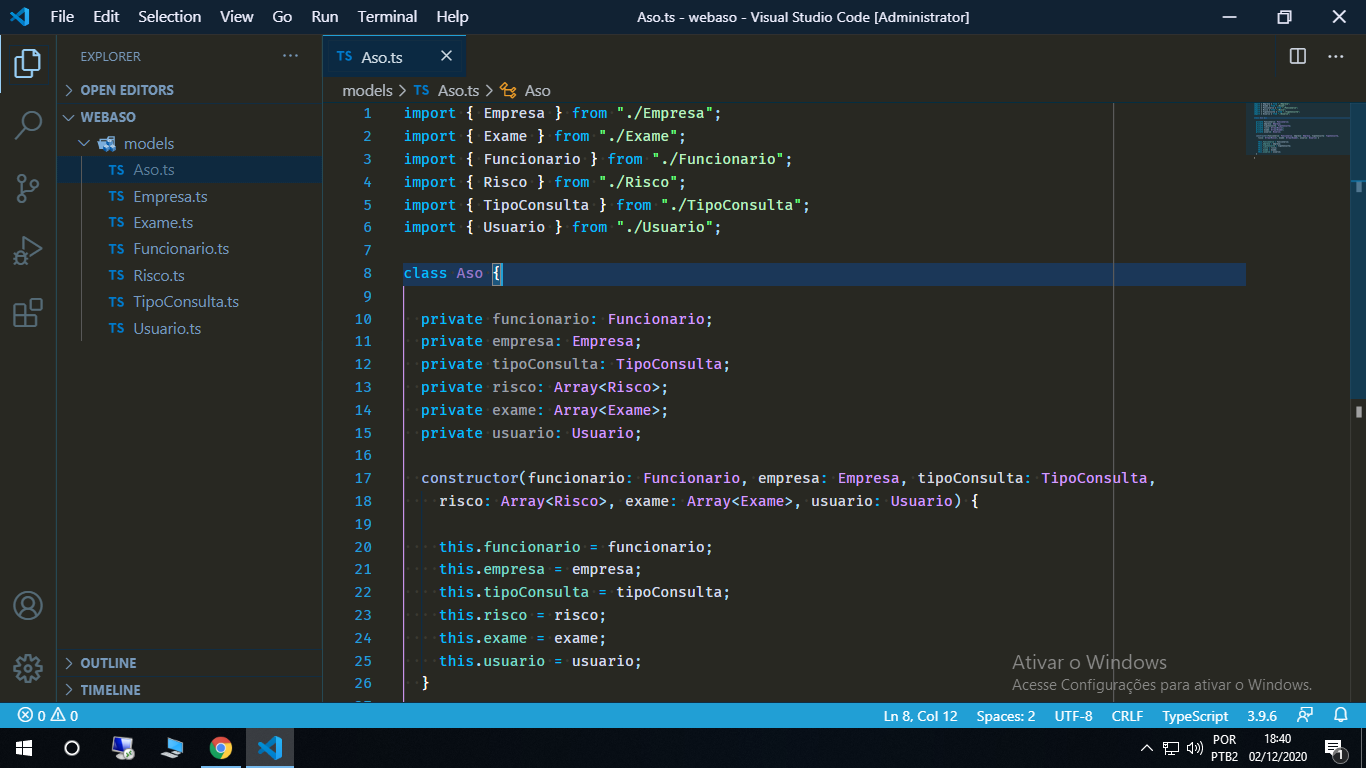 File Edit Selection View Go Run Terminal Help Aso.ts - webaso - Visual Studio Code [Administrator]
EXPLORER
OPEN EDITORS
WEBASO
models
TS Aso.ts
TS Empresa.ts
TS Exame.ts
TS Funcionario.ts
TS Risco.ts
TS TipoConsulta.ts
TS Usuario.ts
OUTLINE
TIMELINE
TS Aso.ts
models > TS Aso.ts > Aso
1 import { Empresa } from "./Empresa";
2 import { Exame } from "./Exame";
3 import { Funcionario } from "./Funcionario";
4 import { Risco } from "./Risco";
5 import { TipoConsulta } from "./TipoConsulta";
6 import { Usuario } from "./Usuario";
7
8 class Aso {
9
10 private funcionario: Funcionario;
11 private empresa: Empresa;
12 private tipoConsulta: TipoConsulta;
13 private risco: Array<Risco>;
14 private exame: Array<Exame>;
15 private usuario: Usuario;
16
17 constructor(funcionario: Funcionario, empresa: Empresa, tipoConsulta: TipoConsulta,
18 risco: Array<Risco>, exame: Array<Exame>, usuario: Usuario) {
19
20 this.funcionario = funcionario;
21 this.empresa = empresa;
22 this.tipoConsulta = tipoConsulta;
23 this.risco = risco;
24 this.exame = exame;
25 this.usuario = usuario;
26 }
Ativar o Windows
Acesse Configurações para ativar o Windows.
0 0 Ln 8, Col 12 Spaces: 2 UTF-8 CRLF TypeScript 3.9.6
POR
PTB2
18:40
02/12/2020
1